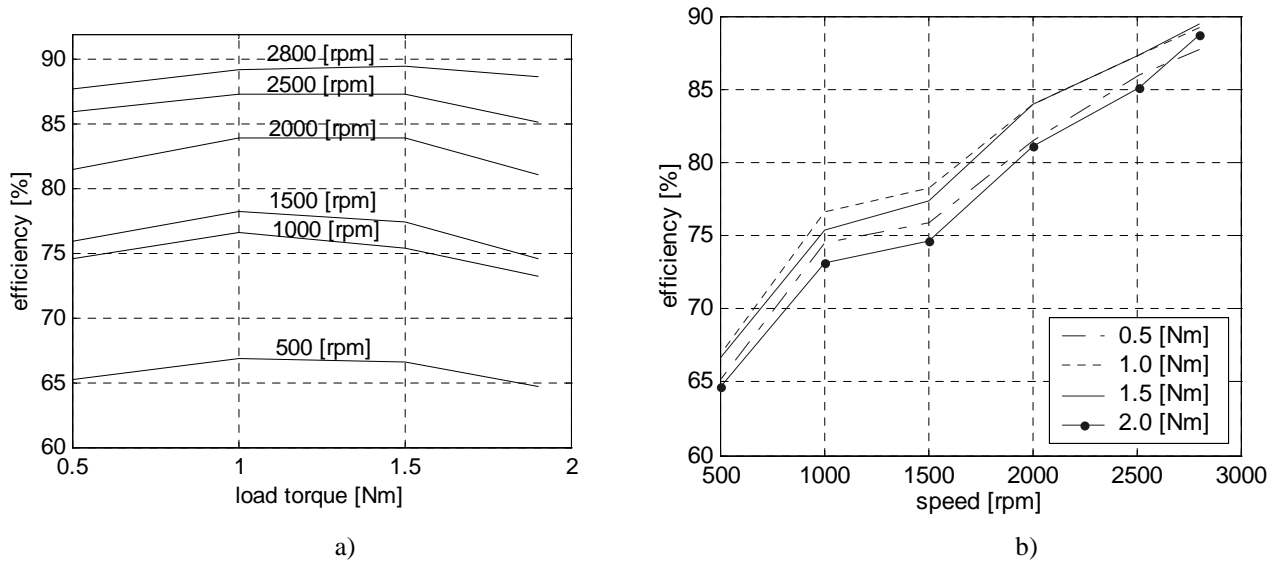 90
85
80
75
70
65
60
efficiency [%]
2800 [rpm]
2500 [rpm]
2000 [rpm]
1500 [rpm]
1000 [rpm]
500 [rpm]
0.5
1
1.5
2
load torque [Nm]
a)
90
85
80
75
70
65
60
efficiency [%]
0.5 [Nm]
1.0 [Nm]
1.5 [Nm]
2.0 [Nm]
500
1000
1500
2000
2500
3000
speed [rpm]
b)